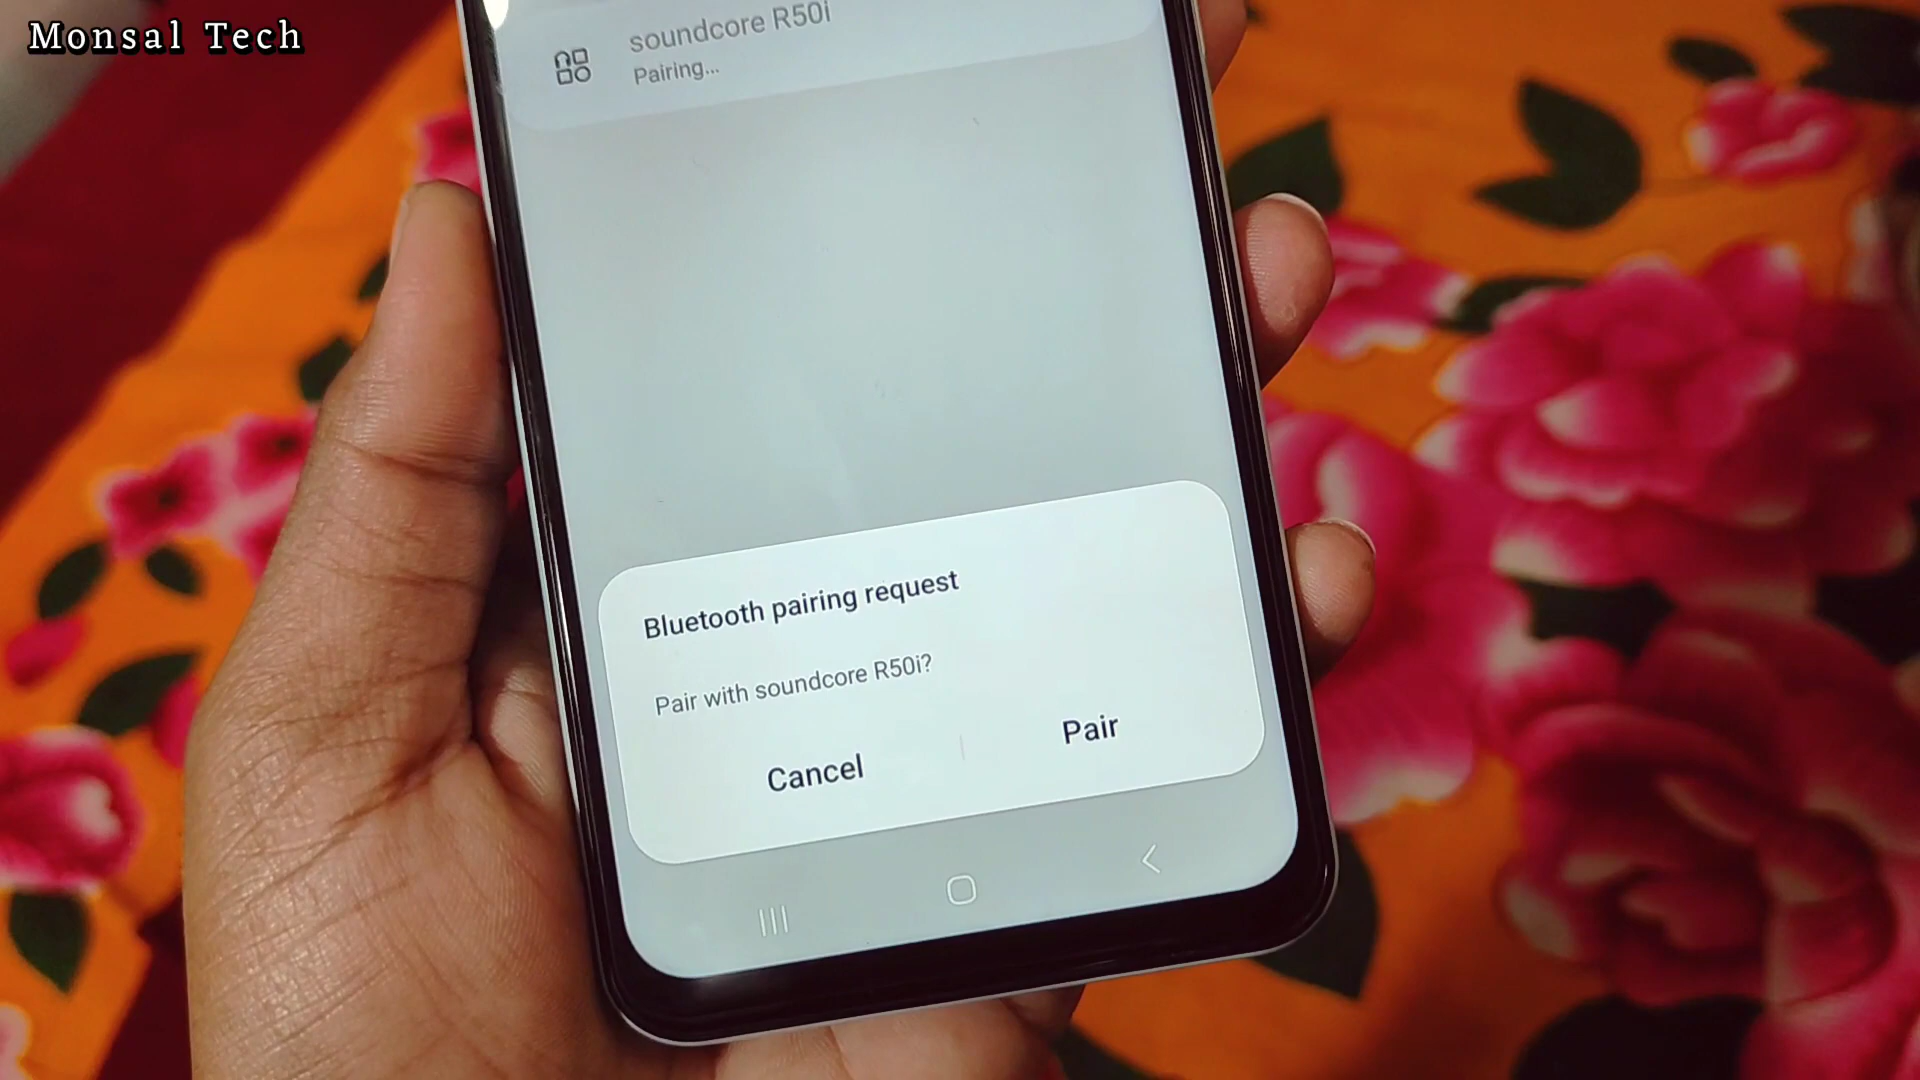 Monsal Tech
soundcore R50i
Pairing...
Bluetooth pairing request
Pair with soundcore R50i?
Cancel
Pair